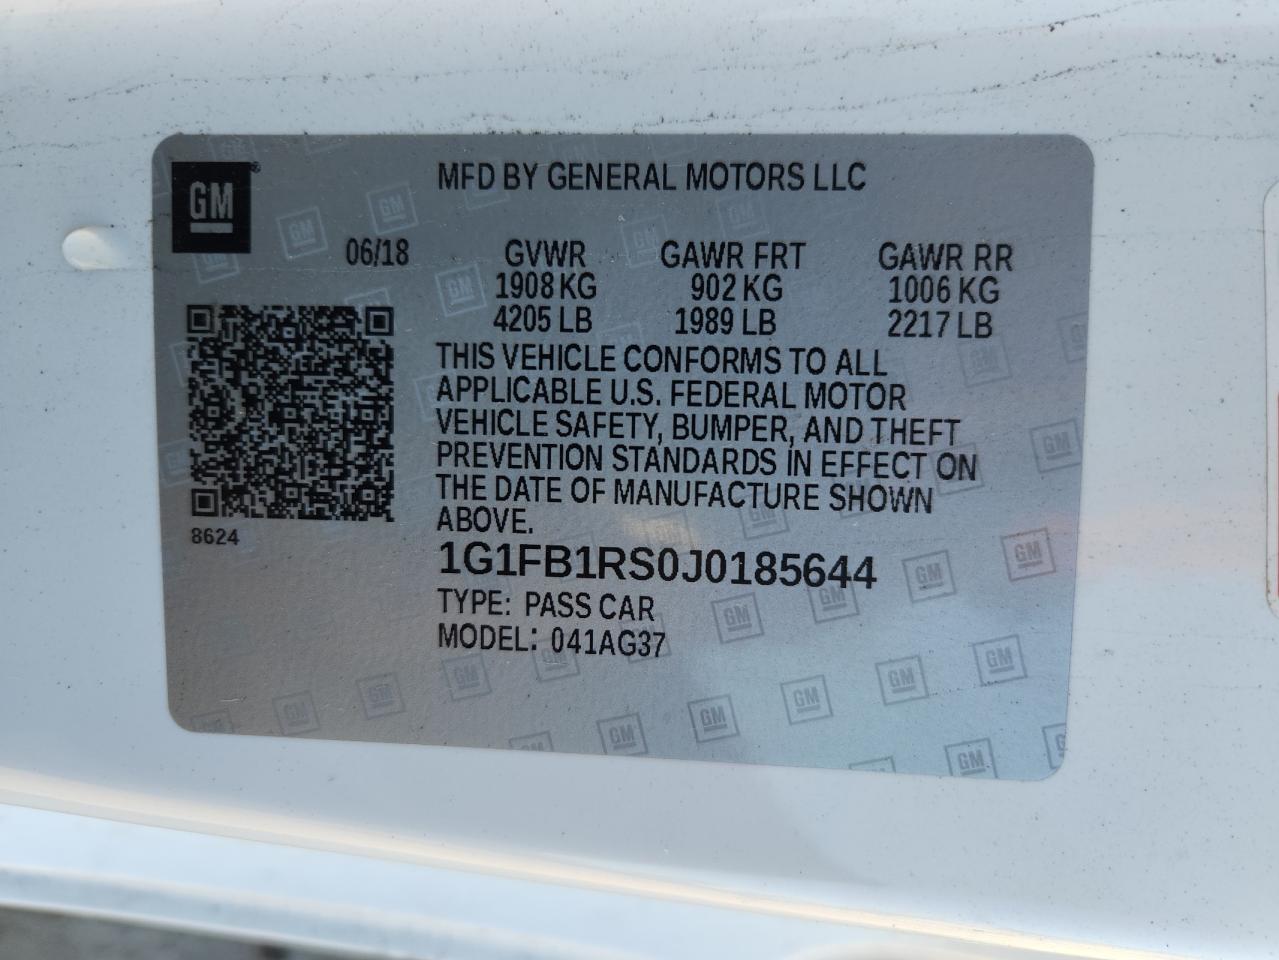 MFD BY GENERAL MOTORS LLC
GM
06/18 GVWR GAWR FRT GAWR RR
1908 KG 902 KG 1006 KG
4205 LB 1989 LB 2217 LB
THIS VEHICLE CONFORMS TO ALL
APPLICABLE U.S. FEDERAL MOTOR
VEHICLE SAFETY, BUMPER, AND THEFT
PREVENTION STANDARDS IN EFFECT ON
THE DATE OF MANUFACTURE SHOWN
ABOVE.
8624
1G1FB1RS0J0185644
TYPE: PASS CAR
MODEL: 041AG37